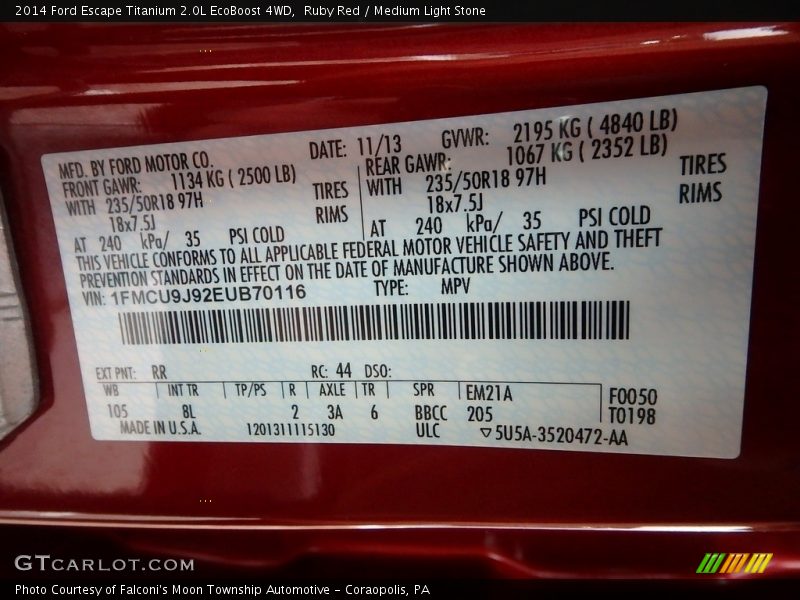 2014 Ford Escape Titanium 2.0L EcoBoost 4WD, Ruby Red / Medium Light Stone
MFD. BY FORD MOTOR CO. DATE: 11/13 GVWR: 2195 KG ( 4840 LB)
FRONT GAWR: 1134 KG ( 2500 LB) REAR GAWR: 1067 KG ( 2352 LB)
WITH 235/50R18 97H TIRES WITH 235/50R18 97H TIRES
18x7.5J RIMS 18x7.5J RIMS
AT 240 kPa/ 35 PSI COLD AT 240 kPa/ 35 PSI COLD
THIS VEHICLE CONFORMS TO ALL APPLICABLE FEDERAL MOTOR VEHICLE SAFETY AND THEFT
PREVENTION STANDARDS IN EFFECT ON THE DATE OF MANUFACTURE SHOWN ABOVE.
VIN: 1FMCU9J92EUB70116 TYPE: MPV
EXT PNT: RR RC: 44 DSO:
WB INT TR TP/PS R AXLE TR SPR EM21A F0050
105 8L 2 3A 6 BBCC 205 T0198
MADE IN U.S.A. 1201311115130 ULC ▽5U5A-3520472-AA
GTCARLOT.COM
Photo Courtesy of Falconi's Moon Township Automotive - Coraopolis, PA